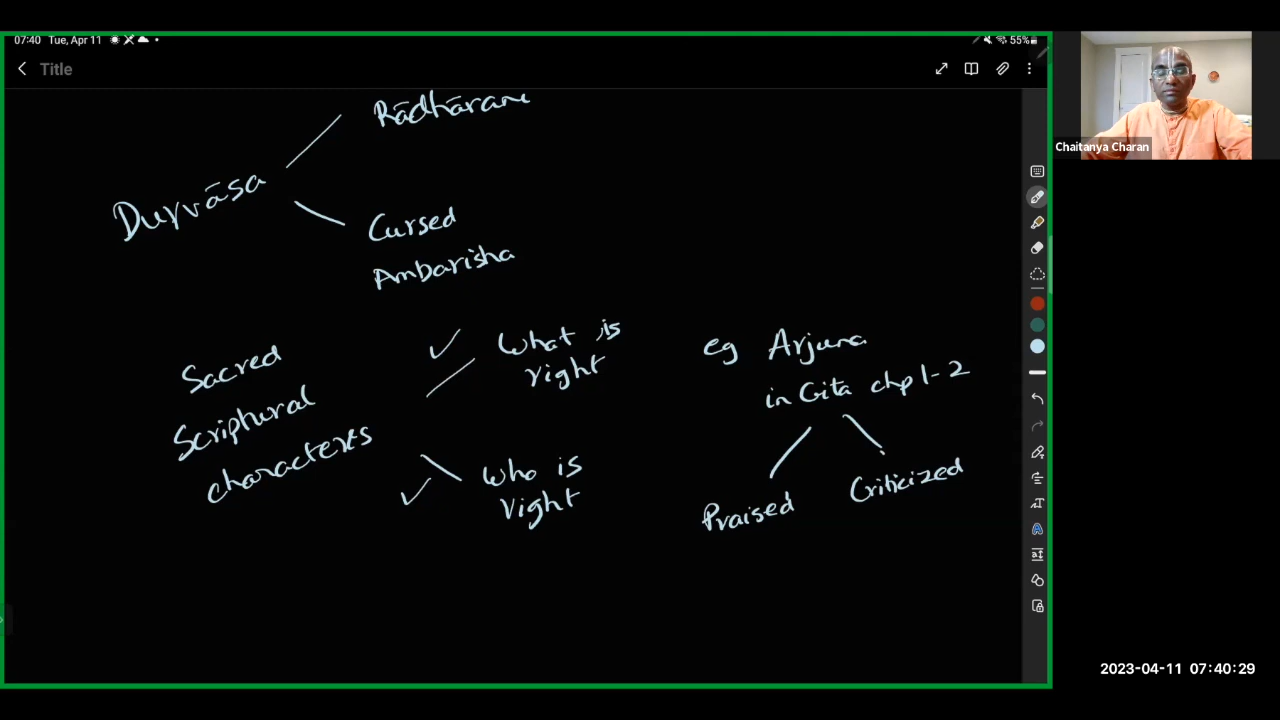 07:40 Tue, Apr 11
55%
Title
Rādhārani
Durvāsa
Cursed
Ambarisha
Sacred
Scriptural
characters
What is
right
Who is
right
eg Arjuna
in Gita chp 1-2
Praised
Criticized
Chaitanya Charan
2023-04-11 07:40:29